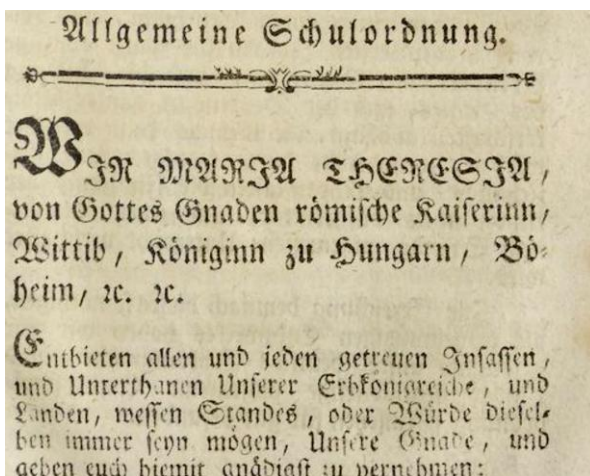 Allgemeine Schulordnung.
WIR MARIA THERESIA,
von Gottes Gnaden römische Kaiserinn,
Wittib, Königinn zu Hungarn, Bö-
heim, ꝛc. ꝛc.
Entbieten allen und jeden getreuen Insassen,
und Unterthanen Unserer Erbkönigreiche, und
Landen, wessen Standes, oder Würde diesel-
ben immer seyn mögen, Unsere Gnade, und
geben euch hiemit gnädigst zu vernehmen: